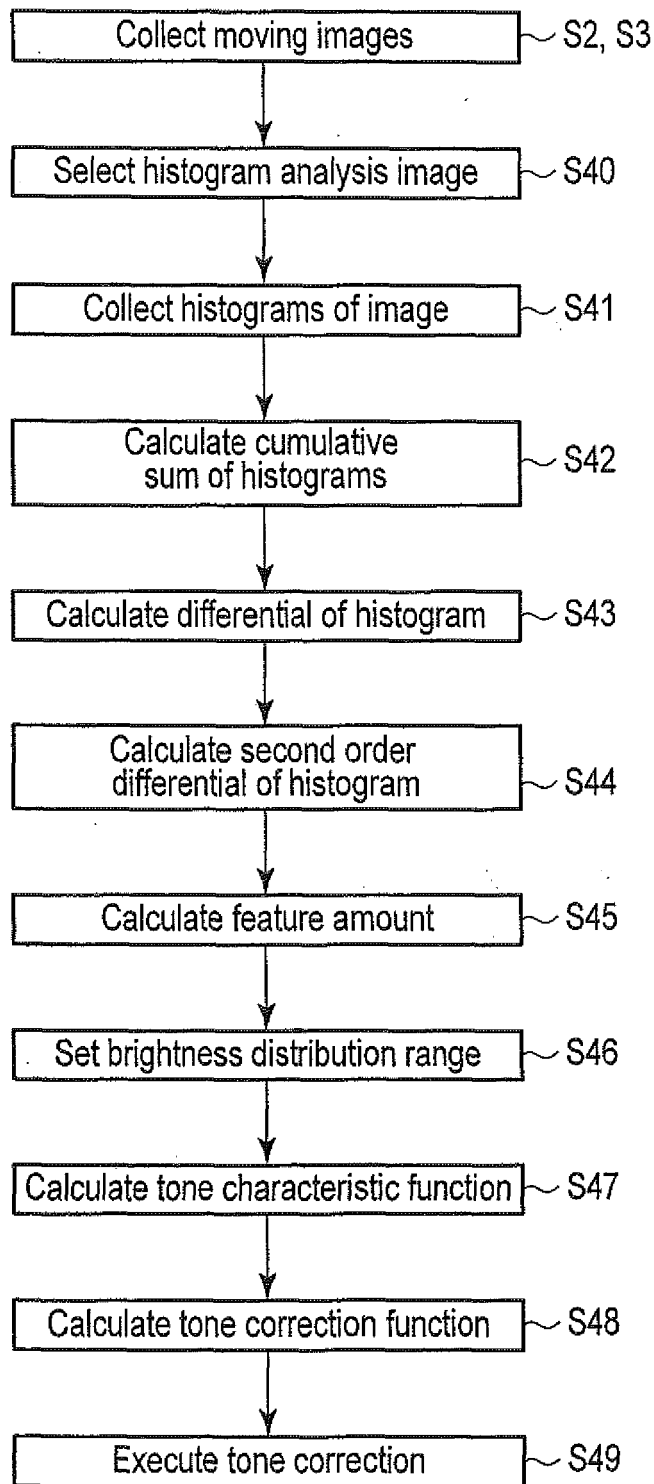 Collect moving images S2, S3
Select histogram analysis image S40
Collect histograms of image S41
Calculate cumulative
sum of histograms S42
Calculate differential of histogram S43
Calculate second order
differential of histogram S44
Calculate feature amount S45
Set brightness distribution range S46
Calculate tone characteristic function S47
Calculate tone correction function S48
Execute tone correction S49